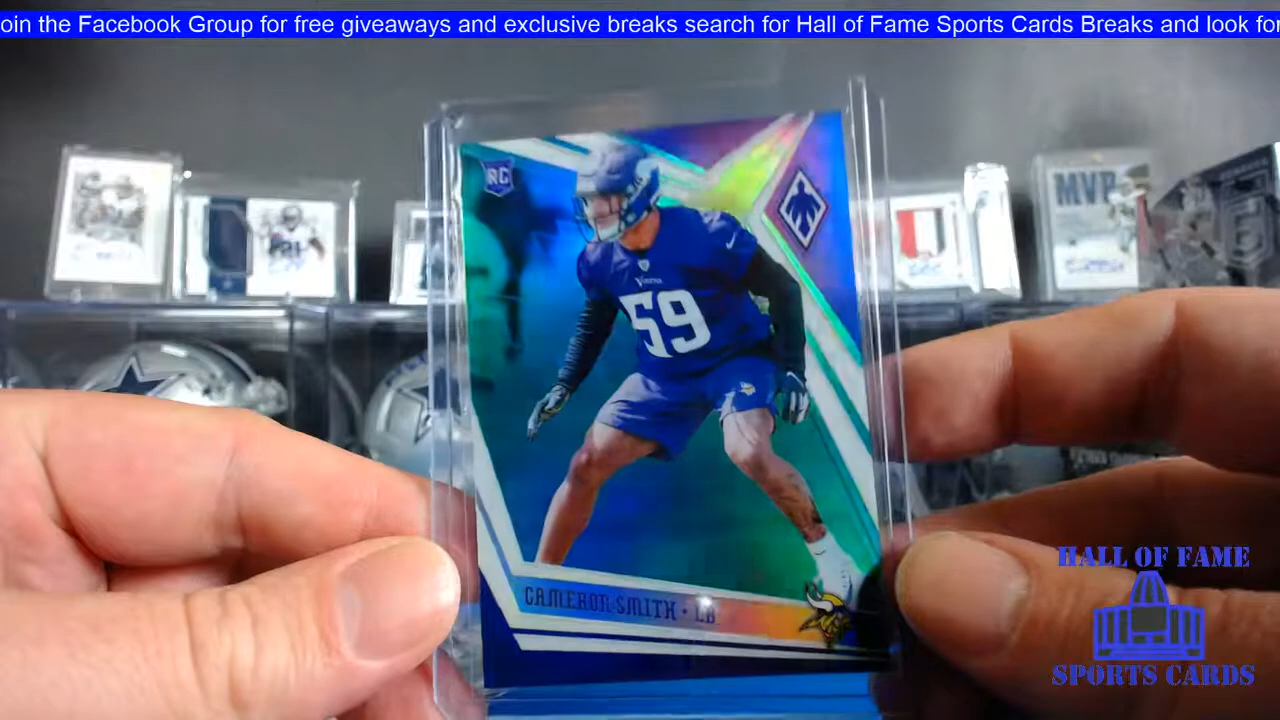 oin the Facebook Group for free giveaways and exclusive breaks search for Hall of Fame Sports Cards Breaks and look for
MVP
RC
VIKINGS
59
CAMERON SMITH • LB
HALL OF FAME
SPORTS CARDS